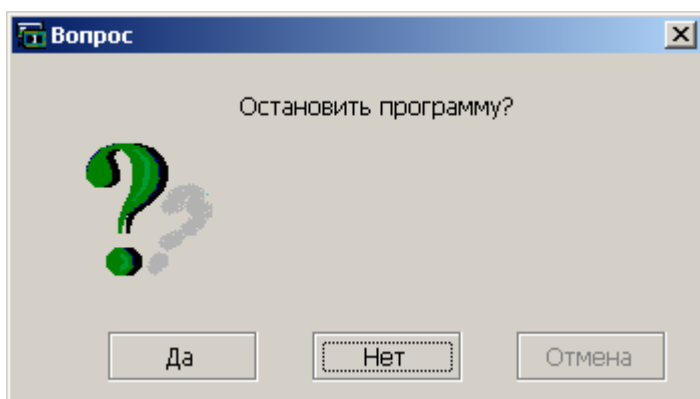 Вопрос
Остановить программу?
Да
Нет
Отмена